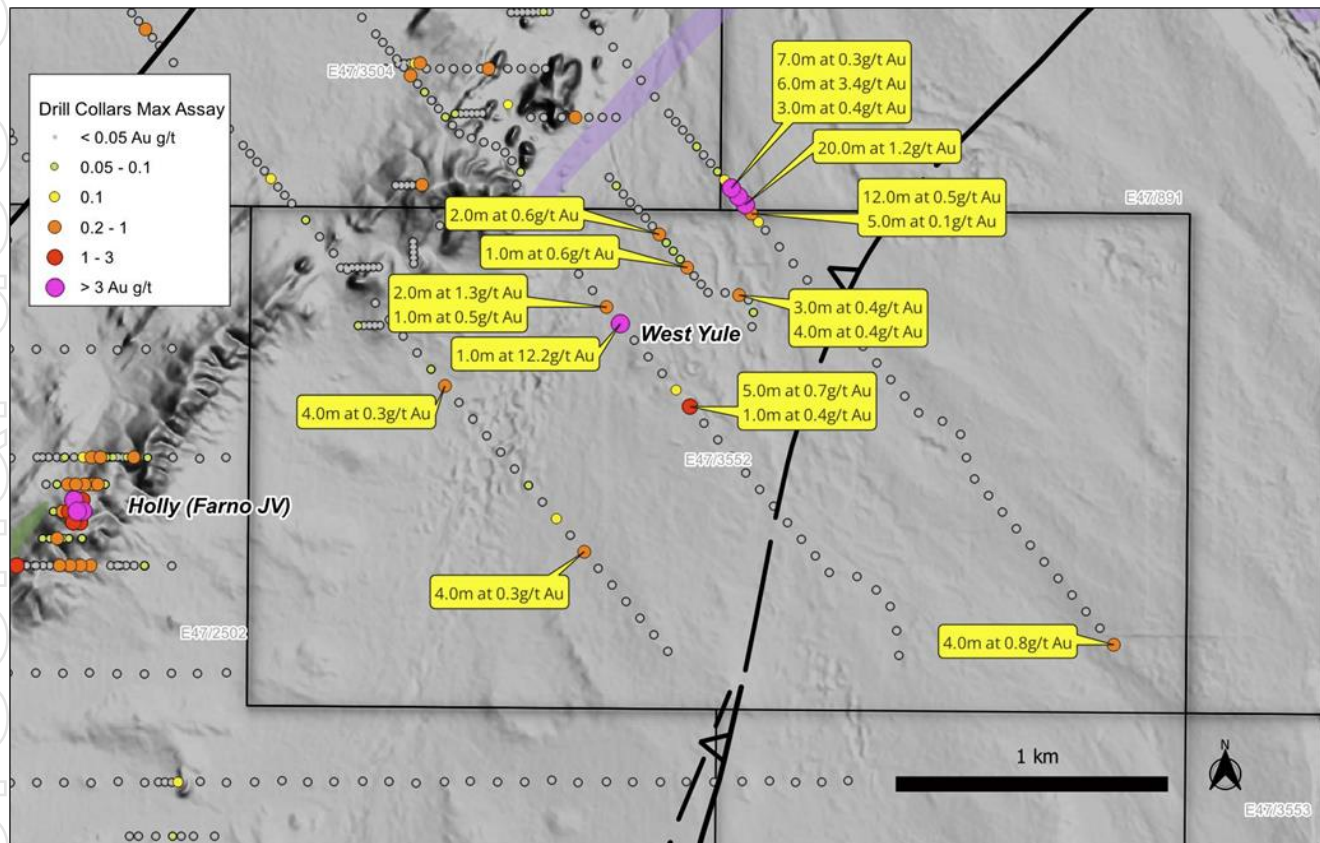 E47/3504
Drill Collars Max Assay
< 0.05 Au g/t
0.05 - 0.1
0.1
0.2 - 1
1 - 3
> 3 Au g/t
7.0m at 0.3g/t Au
6.0m at 3.4g/t Au
3.0m at 0.4g/t Au
20.0m at 1.2g/t Au
12.0m at 0.5g/t Au
5.0m at 0.1g/t Au
E47/891
2.0m at 0.6g/t Au
1.0m at 0.6g/t Au
2.0m at 1.3g/t Au
1.0m at 0.5g/t Au
3.0m at 0.4g/t Au
4.0m at 0.4g/t Au
West Yule
1.0m at 12.2g/t Au
4.0m at 0.3g/t Au
5.0m at 0.7g/t Au
1.0m at 0.4g/t Au
E47/3552
Holly (Farno JV)
4.0m at 0.3g/t Au
E47/2502
4.0m at 0.8g/t Au
1 km
N
E47/3553